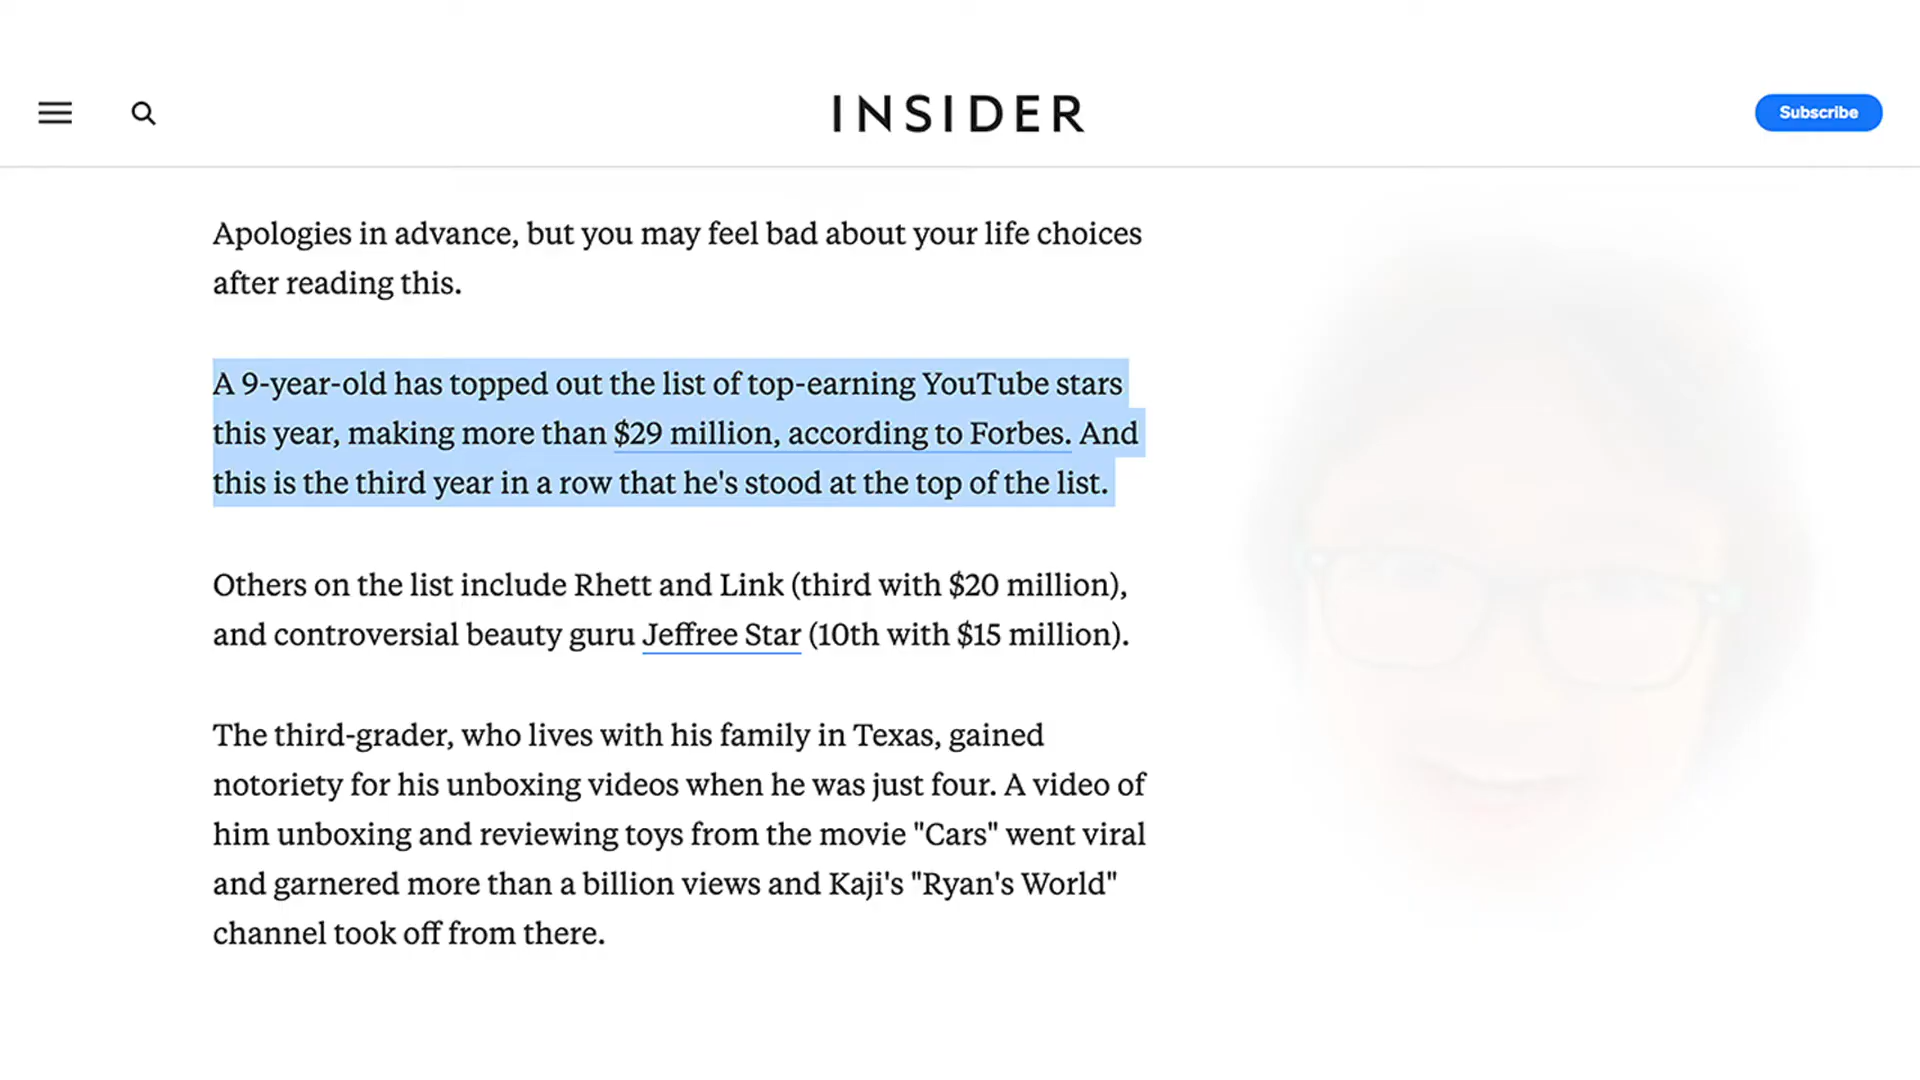 INSIDER
Subscribe
Apologies in advance, but you may feel bad about your life choices
after reading this.
A 9-year-old has topped out the list of top-earning YouTube stars
this year, making more than $29 million, according to Forbes. And
this is the third year in a row that he's stood at the top of the list.
Others on the list include Rhett and Link (third with $20 million),
and controversial beauty guru Jeffree Star (10th with $15 million).
The third-grader, who lives with his family in Texas, gained
notoriety for his unboxing videos when he was just four. A video of
him unboxing and reviewing toys from the movie "Cars" went viral
and garnered more than a billion views and Kaji's "Ryan's World"
channel took off from there.